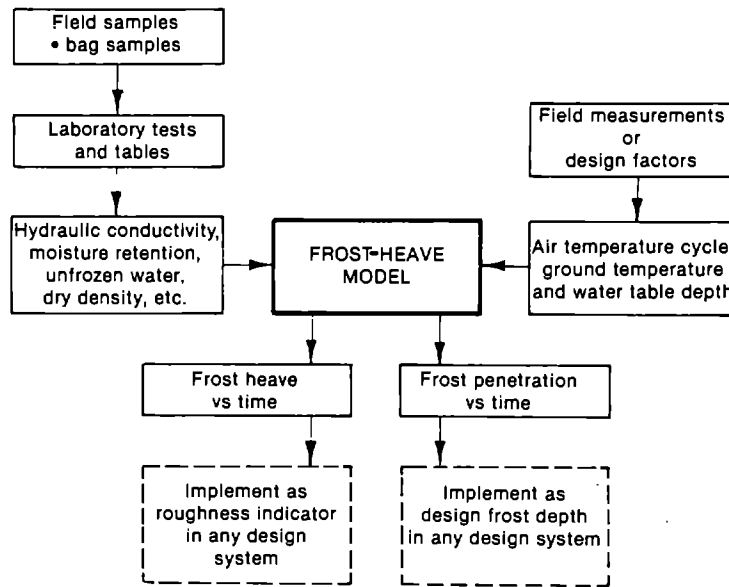 Field samples
• bag samples
Laboratory tests
and tables
Hydraulic conductivity,
moisture retention,
unfrozen water,
dry density, etc.
Field measurements
or
design factors
Air temperature cycle
ground temperature
and water table depth
FROST-HEAVE
MODEL
Frost heave
vs time
Frost penetration
vs time
Implement as
roughness indicator
in any design
system
Implement as
design frost depth
in any design system